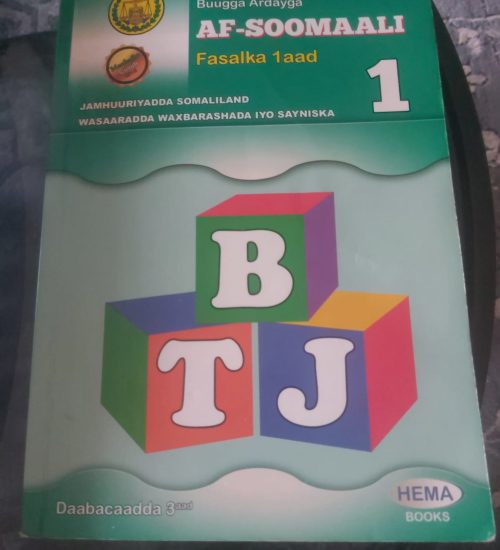 Buugga Ardayga
AF-SOOMAALI
Fasalka 1aad
1
JAMHUURIYADDA SOMALILAND
WASAARADDA WAXBARASHADA IYO SAYNISKA
B
T J
Daabacaadda 3aad
HEMA
BOOKS